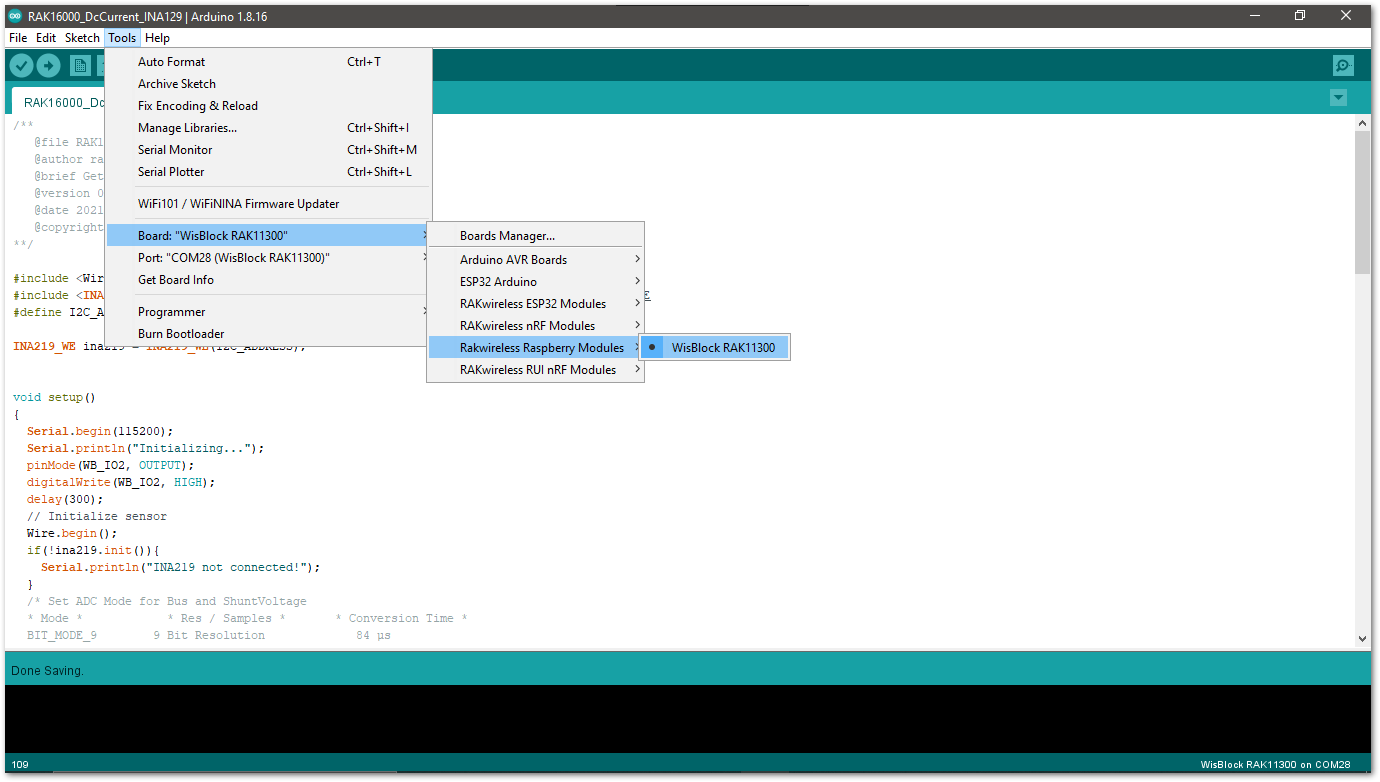 RAK16000_DcCurrent_INA129 | Arduino 1.8.16
File Edit Sketch Tools Help
Auto Format Ctrl+T
Archive Sketch
Fix Encoding & Reload
Manage Libraries... Ctrl+Shift+I
Serial Monitor Ctrl+Shift+M
Serial Plotter Ctrl+Shift+L
WiFi101 / WiFiNINA Firmware Updater
Board: "WisBlock RAK11300"
Port: "COM28 (WisBlock RAK11300)"
Get Board Info
Programmer
Burn Bootloader
Boards Manager...
Arduino AVR Boards
ESP32 Arduino
RAKwireless ESP32 Modules
RAKwireless nRF Modules
Rakwireless Raspberry Modules
RAKwireless RUI nRF Modules
WisBlock RAK11300
RAK16000_Dc
/**
@file RAK1
@author ra
@brief Get
@version 0
@date 2021
@copyright
**/
#include <Wir
#include <INA
#define I2C_A
INA219_WE ina219 = INA219_WE(I2C_ADDRESS);
void setup()
{
Serial.begin(115200);
Serial.println("Initializing...");
pinMode(WB_IO2, OUTPUT);
digitalWrite(WB_IO2, HIGH);
delay(300);
// Initialize sensor
Wire.begin();
if(!ina219.init()){
Serial.println("INA219 not connected!");
}
/* Set ADC Mode for Bus and ShuntVoltage
* Mode * * Res / Samples * * Conversion Time *
BIT_MODE_9 9 Bit Resolution 84 µs
Done Saving.
109 WisBlock RAK11300 on COM28